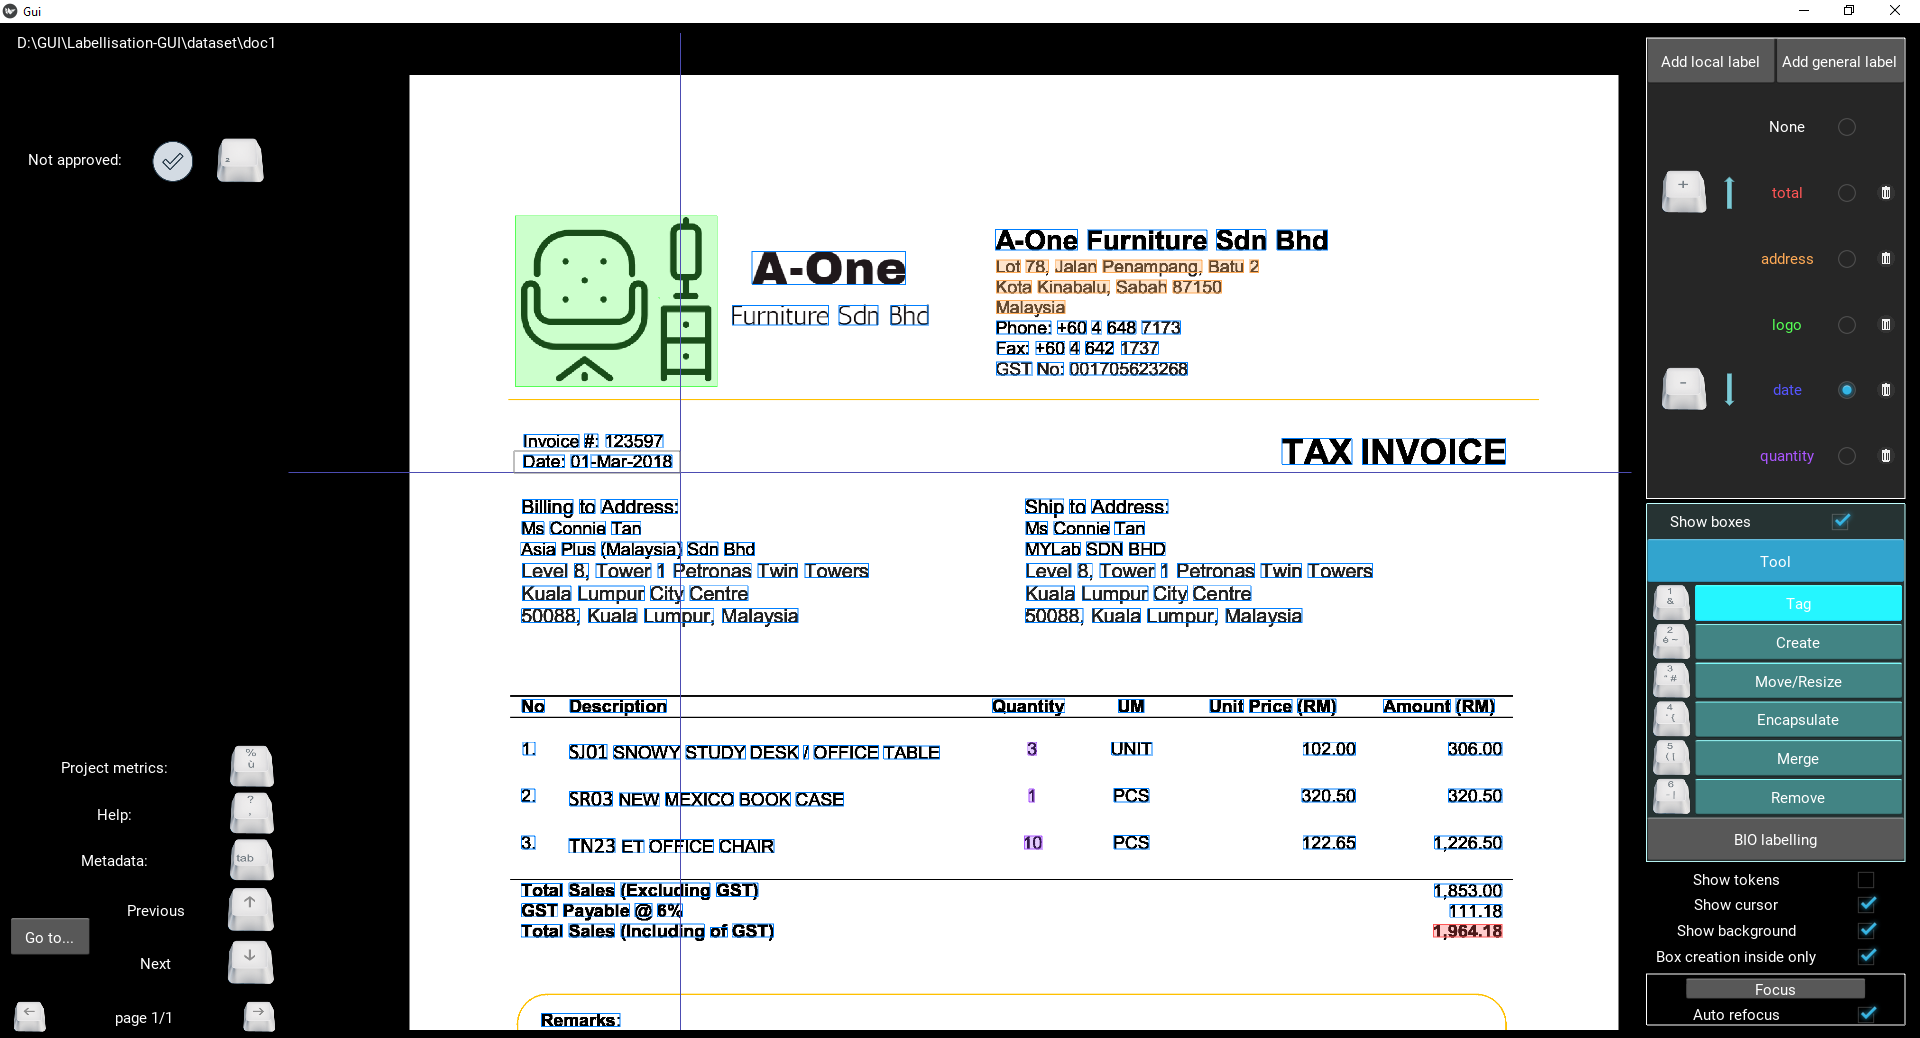 Gui
D:\GUI\Labellisation-GUI\dataset\doc1
Not approved:
2
A-One
Furniture Sdn Bhd
A-One Furniture Sdn Bhd
Lot 78, Jalan Penampang, Batu 2
Kota Kinabalu, Sabah 87150
Malaysia
Phone: +60 4 648 7173
Fax: +60 4 642 1737
GST No: 001705623268
Invoice #: 123597
Date: 01-Mar-2018
TAX INVOICE
Billing to Address:
Ms Connie Tan
Asia Plus (Malaysia) Sdn Bhd
Level 8, Tower 1 Petronas Twin Towers
Kuala Lumpur City Centre
50088, Kuala Lumpur, Malaysia
Ship to Address:
Ms Connie Tan
MYLab SDN BHD
Level 8, Tower 1 Petronas Twin Towers
Kuala Lumpur City Centre
50088, Kuala Lumpur, Malaysia
No Description Quantity UM Unit Price (RM) Amount (RM)
1. SJ01 SNOWY STUDY DESK / OFFICE TABLE 3 UNIT 102.00 306.00
2. SR03 NEW MEXICO BOOK CASE 1 PCS 320.50 320.50
3. TN23 ET OFFICE CHAIR 10 PCS 122.65 1,226.50
Total Sales (Excluding GST) 1,853.00
GST Payable @ 6% 111.18
Total Sales (Including of GST) 1,964.18
Remarks:
Project metrics:
% ù
Help:
? ,
Metadata:
tab
Previous
Go to...
Next
page 1/1
Add local label
Add general label
None
+
total
address
logo
-
date
quantity
Show boxes
Tool
1 & Tag
2 é ~ Create
3 " # Move/Resize
4 ' { Encapsulate
5 ( [ Merge
6 - | Remove
BIO labelling
Show tokens
Show cursor
Show background
Box creation inside only
Focus
Auto refocus